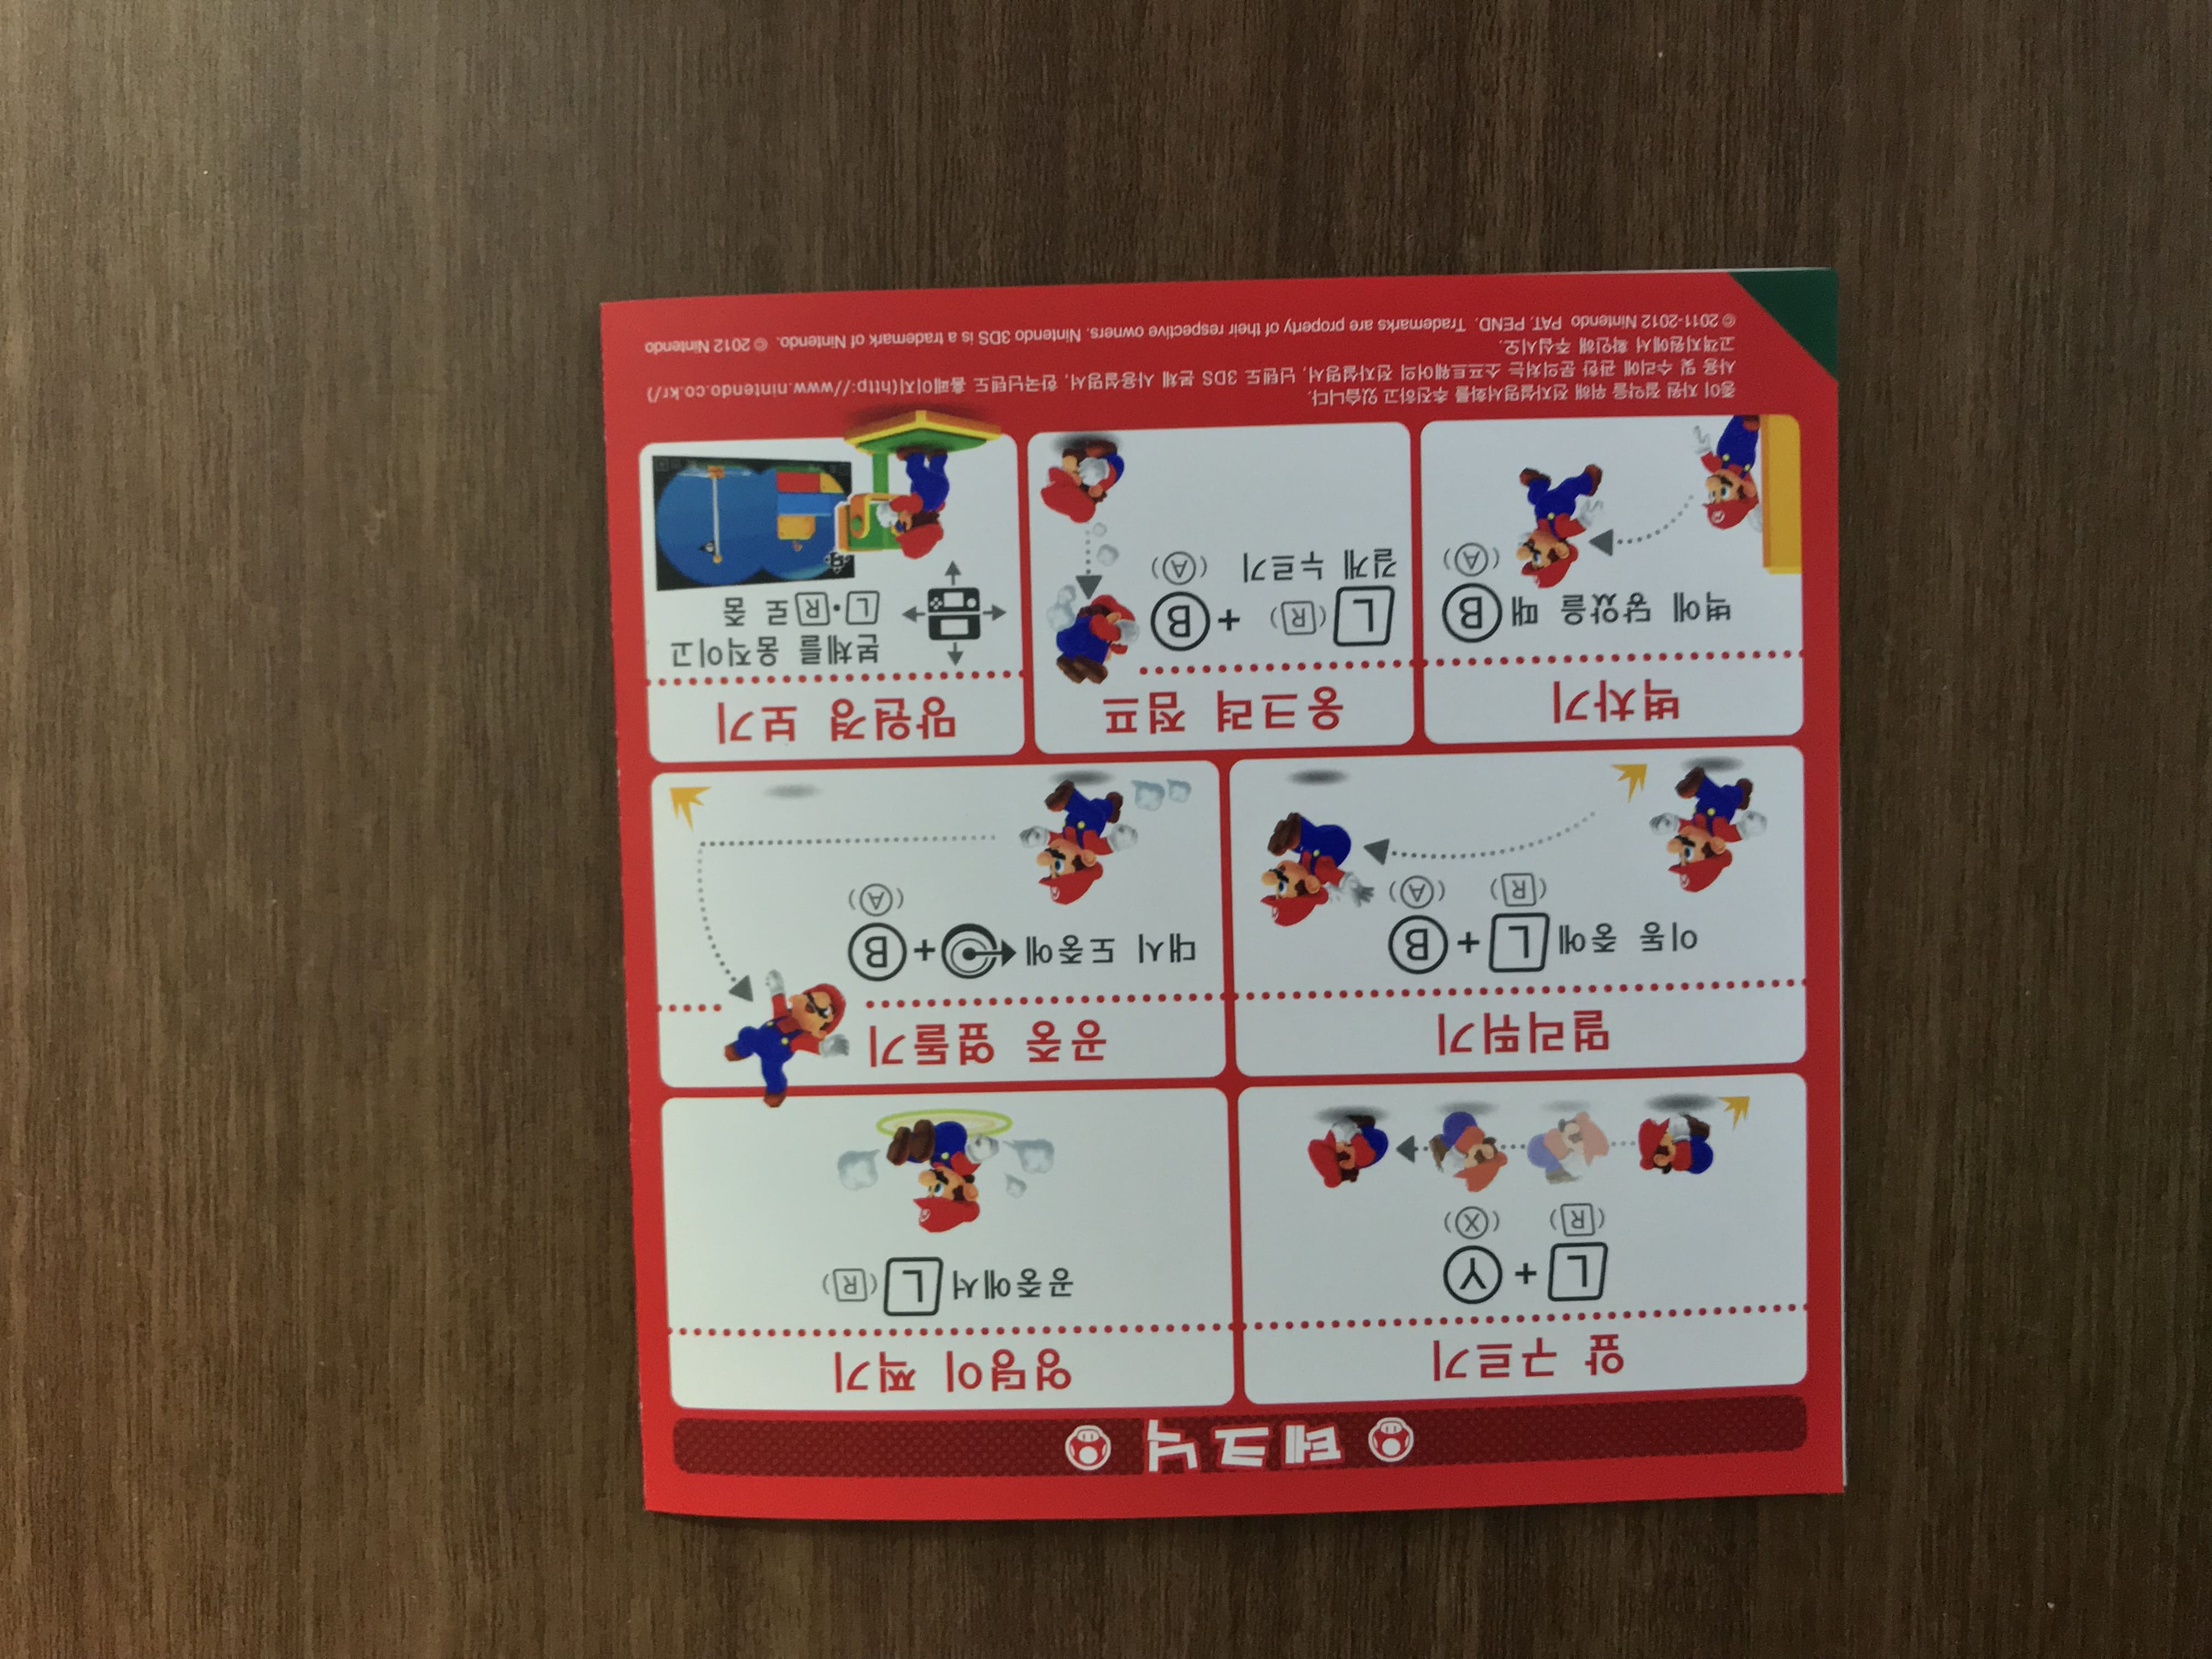 테크닉
앞 구르기
L + Y
(R) (X)
엉덩이 찍기
공중에서 L (R)
멀리뛰기
이동 중에 L + B
(R) (A)
공중 옆돌기
대시 도중에 + B
(A)
벽차기
벽에 닿았을 때 B
(A)
웅크려 점프
L (R) + B
길게 누르기 (A)
망원경 보기
본체를 움직이고
L·R로 줌
종이 자원 절약을 위해 전자설명서화를 추진하고 있습니다.
사용 및 수리에 관한 문의처는 소프트웨어의 전자설명서, 닌텐도 3DS 본체 사용설명서, 한국닌텐도 홈페이지(http://www.nintendo.co.kr/)
고객지원에서 확인해 주십시오.
© 2011-2012 Nintendo PAT. PEND. Trademarks are property of their respective owners. Nintendo 3DS is a trademark of Nintendo. © 2012 Nintendo